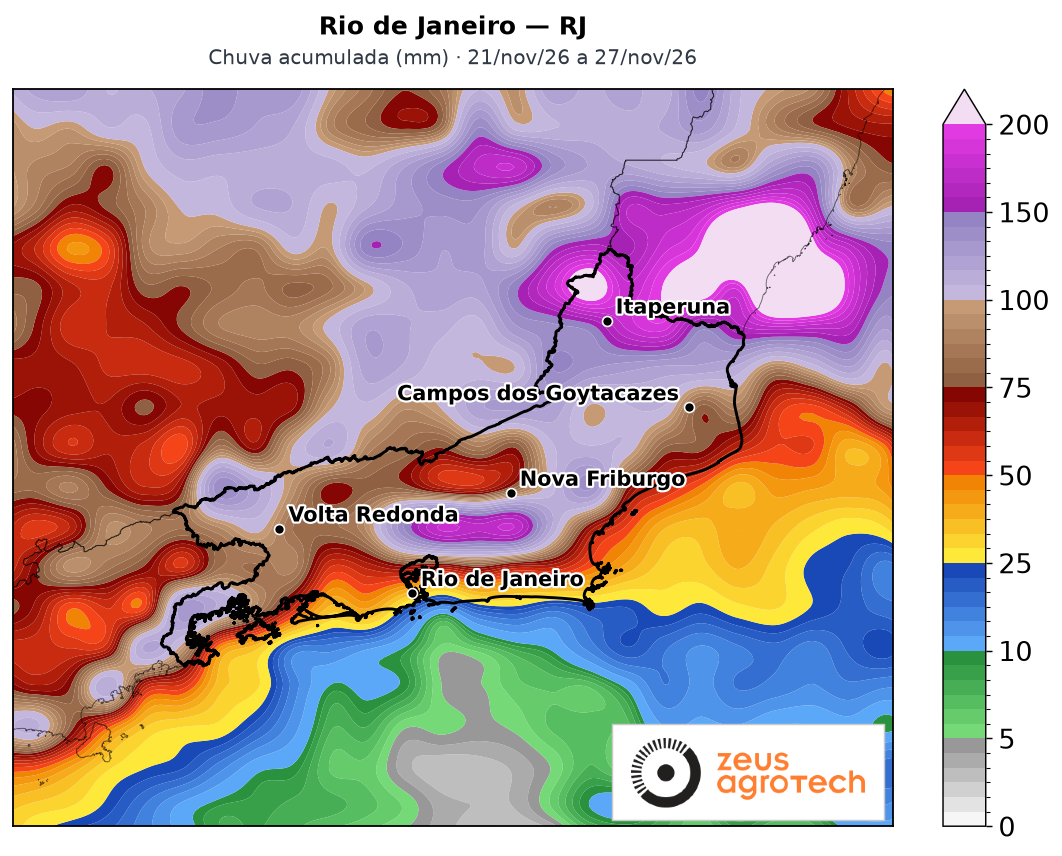 Rio de Janeiro — RJ
Chuva acumulada (mm) · 21/nov/26 a 27/nov/26
Itaperuna
Campos dos Goytacazes
Nova Friburgo
Volta Redonda
Rio de Janeiro
200
150
100
75
50
25
10
5
0
zeus
agrotech